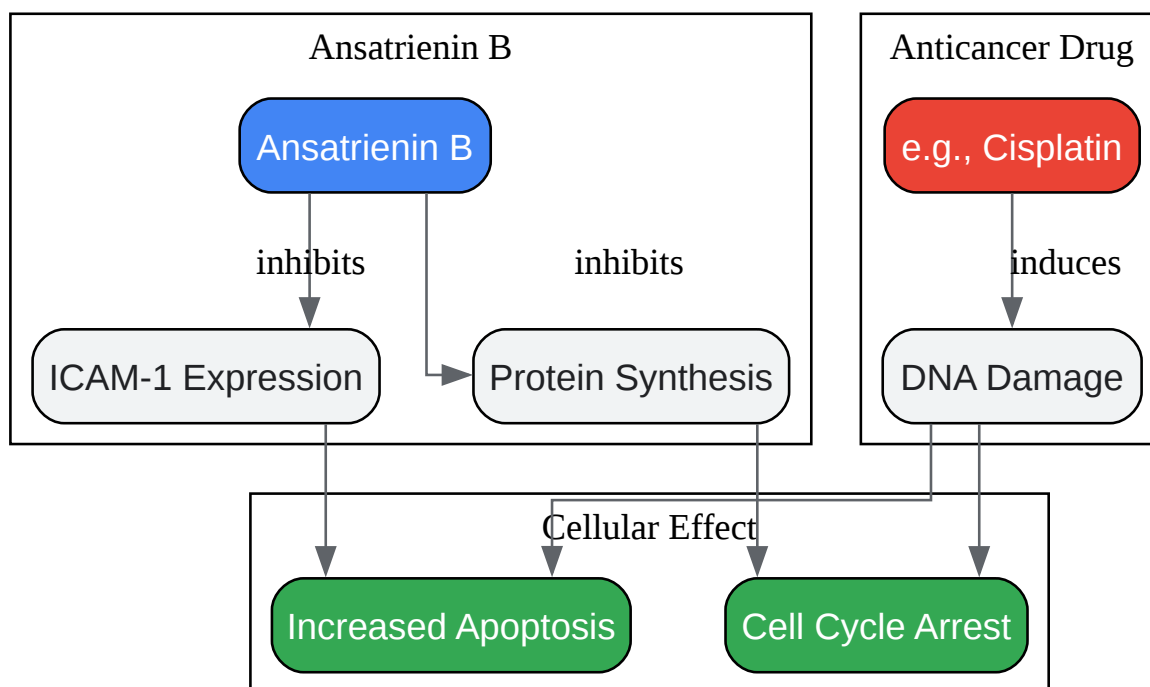 Ansatrienin B
Anticancer Drug
Ansatrienin B
e.g., Cisplatin
inhibits
inhibits
induces
ICAM-1 Expression
Protein Synthesis
DNA Damage
Cellular Effect
Increased Apoptosis
Cell Cycle Arrest